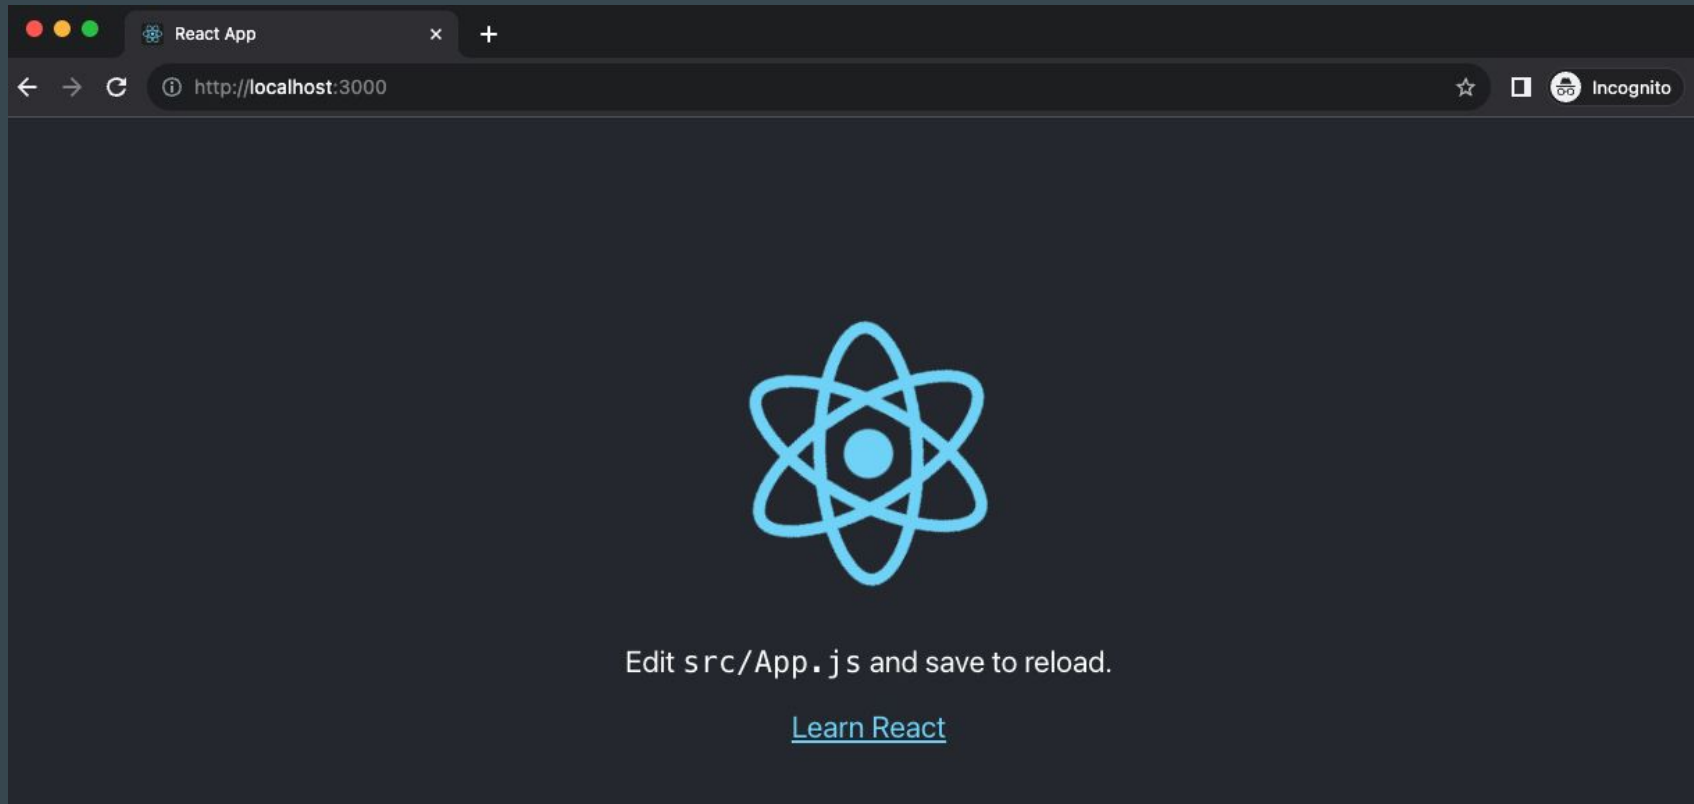 React App
http://localhost:3000
Incognito
Edit src/App.js and save to reload.
Learn React